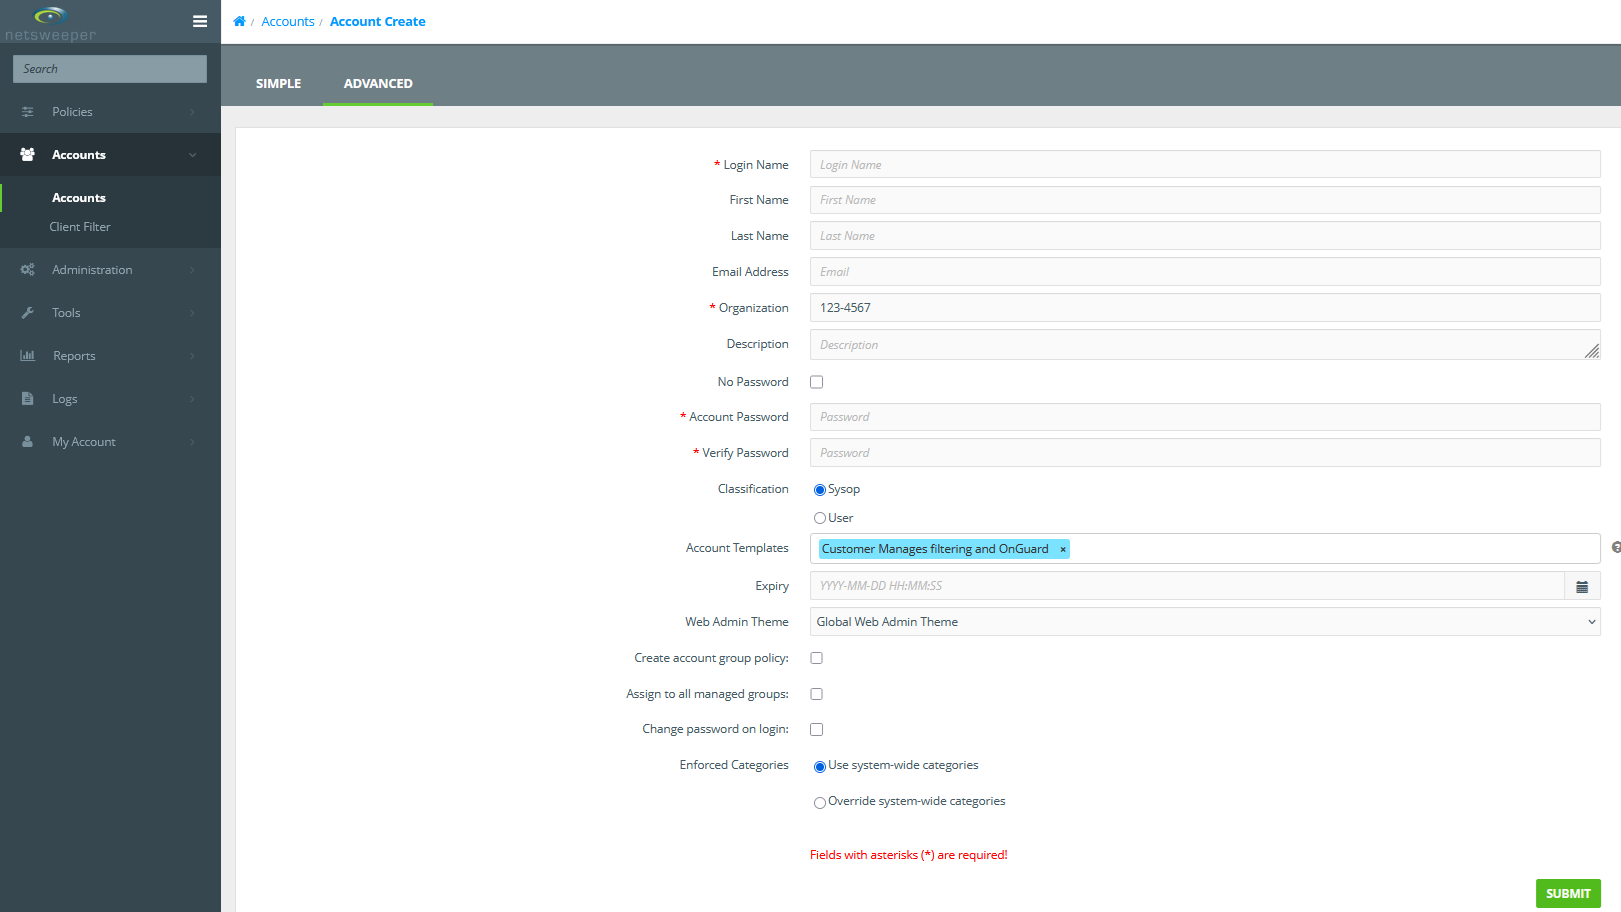 netsweeper
/ Accounts / Account Create
Search
SIMPLE
ADVANCED
Policies
Accounts
Accounts
Client Filter
Administration
Tools
Reports
Logs
My Account
* Login Name
Login Name
First Name
First Name
Last Name
Last Name
Email Address
Email
* Organization
123-4567
Description
Description
No Password
* Account Password
Password
* Verify Password
Password
Classification
Sysop
User
Account Templates
Customer Manages filtering and OnGuard ×
Expiry
YYYY-MM-DD HH:MM:SS
Web Admin Theme
Global Web Admin Theme
Create account group policy:
Assign to all managed groups:
Change password on login:
Enforced Categories
Use system-wide categories
Override system-wide categories
Fields with asterisks (*) are required!
SUBMIT